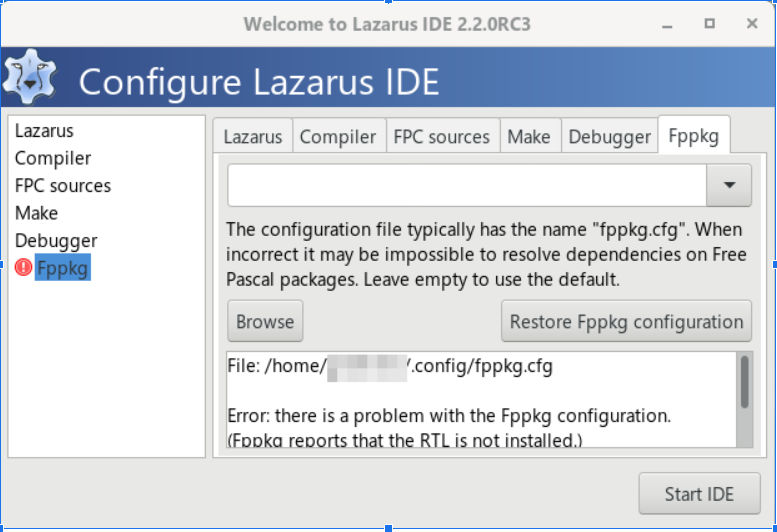 Welcome to Lazarus IDE 2.2.0RC3
Configure Lazarus IDE
Lazarus
Compiler
FPC sources
Make
Debugger
Fppkg
Lazarus Compiler FPC sources Make Debugger Fppkg
The configuration file typically has the name "fppkg.cfg". When
incorrect it may be impossible to resolve dependencies on Free
Pascal packages. Leave empty to use the default.
Browse
Restore Fppkg configuration
File: /home/ /.config/fppkg.cfg
Error: there is a problem with the Fppkg configuration.
(Fppkg reports that the RTL is not installed.)
Start IDE